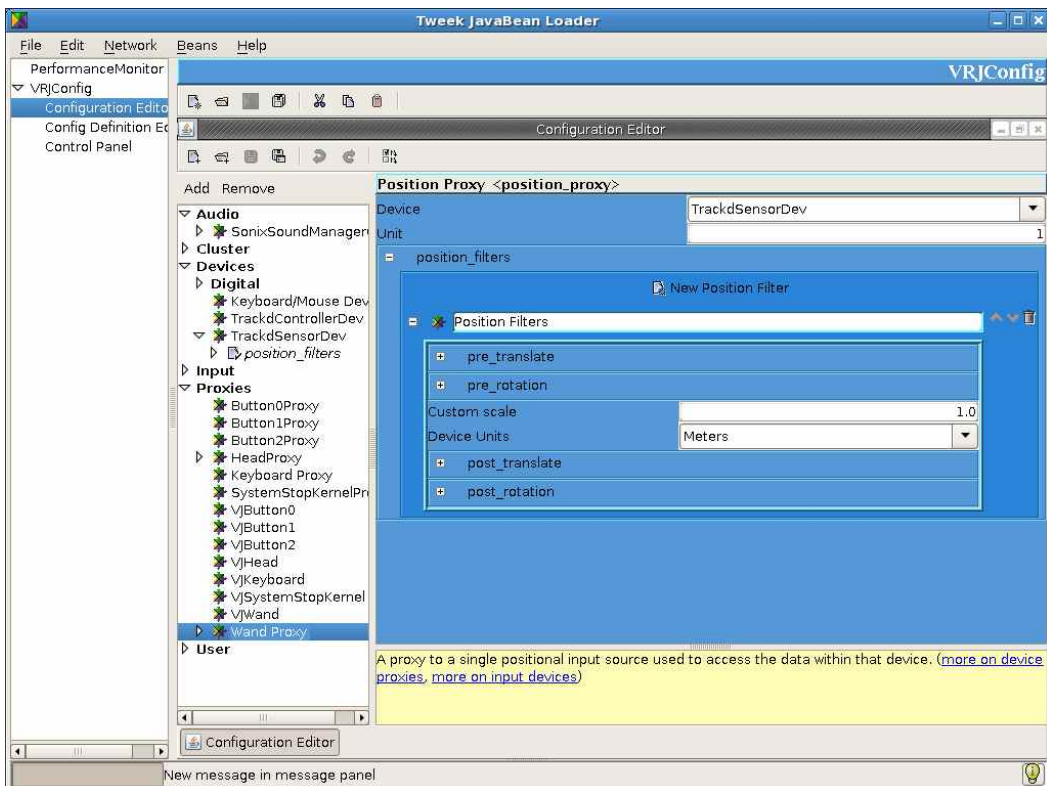 Tweek JavaBean Loader
File Edit Network Beans Help
PerformanceMonitor
VRJConfig
Configuration Edito
Config Definition Ed
Control Panel
VRJConfig
Configuration Editor
Add Remove
Audio
SonixSoundManager
Cluster
Devices
Digital
Keyboard/Mouse Dev
TrackdControllerDev
TrackdSensorDev
position_filters
Input
Proxies
Button0Proxy
Button1Proxy
Button2Proxy
HeadProxy
Keyboard Proxy
SystemStopKernelPr
VJButton0
VJButton1
VJButton2
VJHead
VJKeyboard
VJSystemStopKernel
VJWand
Wand Proxy
User
Position Proxy <position_proxy>
Device TrackdSensorDev
Unit 1
position_filters
New Position Filter
Position Filters
pre_translate
pre_rotation
Custom scale 1.0
Device Units Meters
post_translate
post_rotation
A proxy to a single positional input source used to access the data within that device. (more on device
proxies, more on input devices)
Configuration Editor
New message in message panel